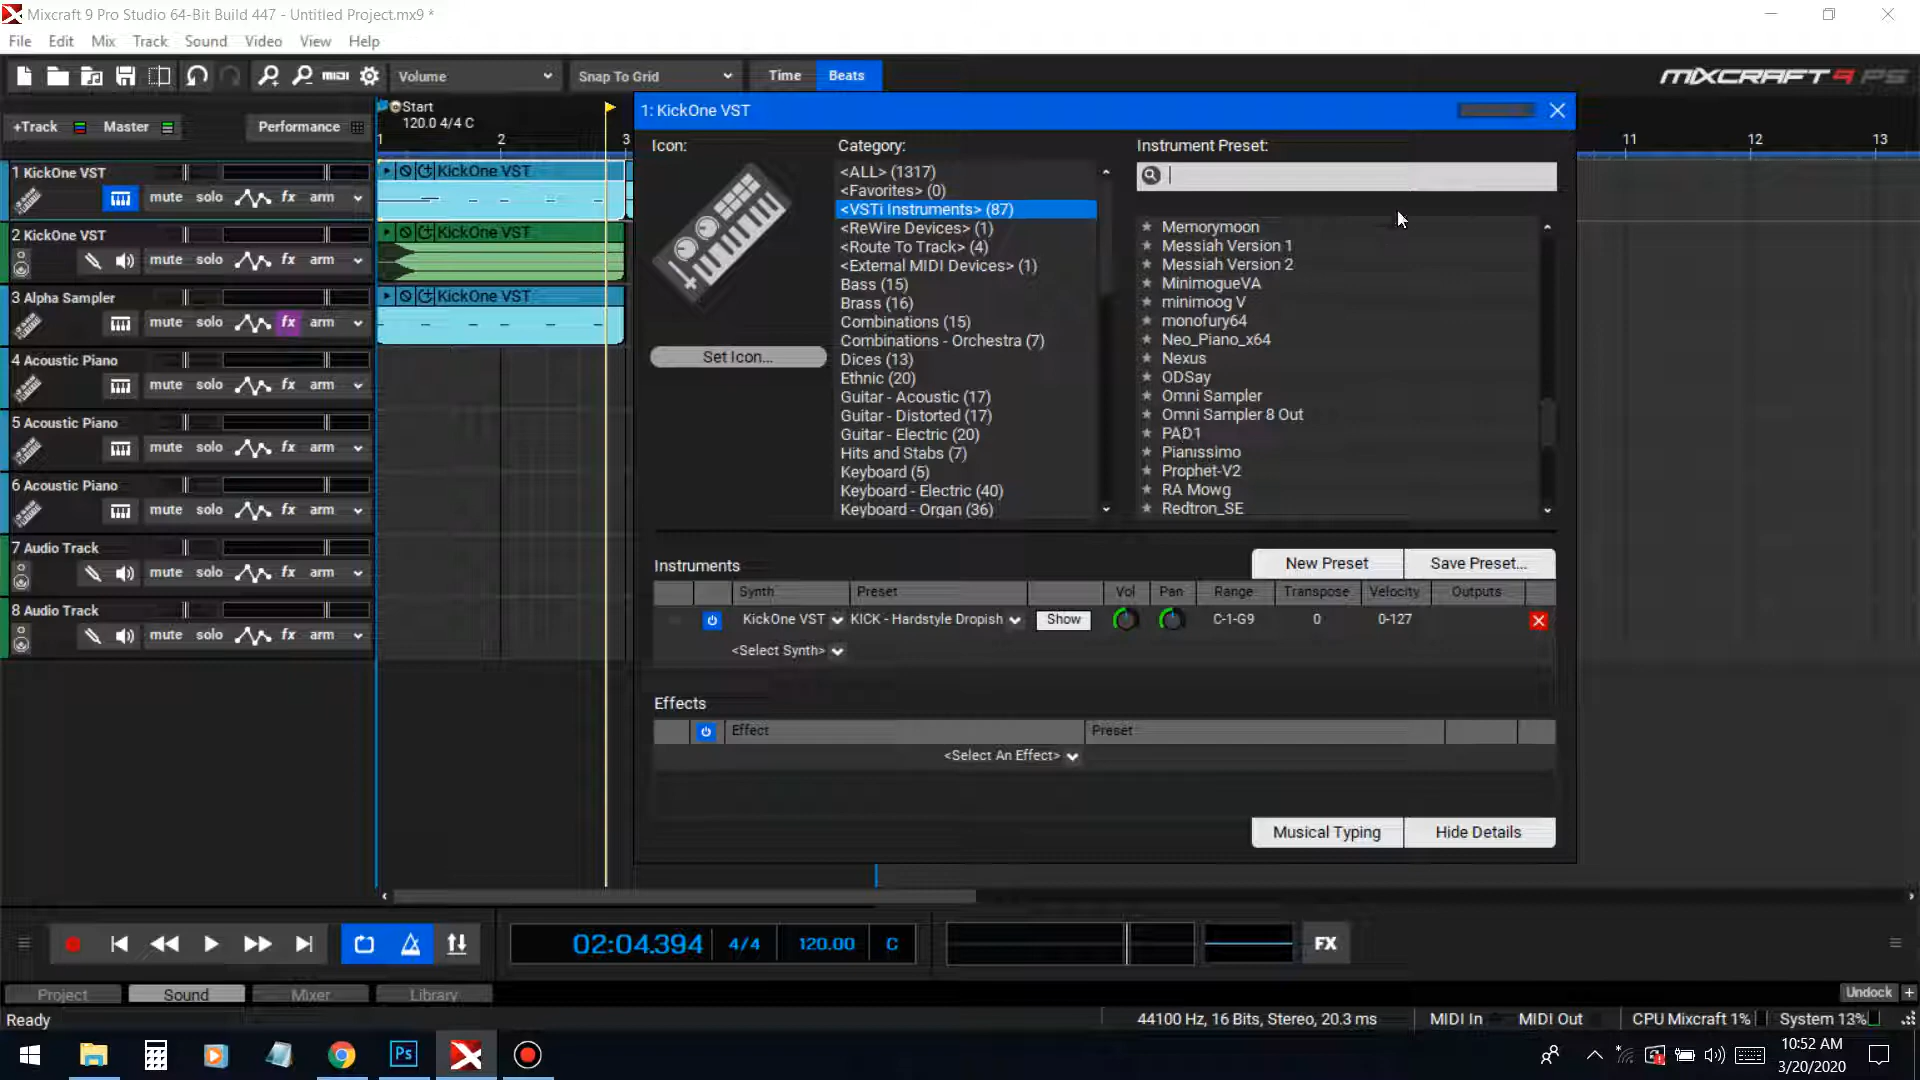 Mixcraft 9 Pro Studio 64-Bit Build 447 - Untitled Project.mx9 *
File Edit Mix Track Sound Video View Help
MIDI Volume Snap To Grid Time Beats MIXCRAFT 9 PS
+Track Master Performance
Start
120.0 4/4 C
1 2 3 11 12 13
1 KickOne VST
mute solo fx arm
KickOne VST
2 KickOne VST
mute solo fx arm
KickOne VST
3 Alpha Sampler
mute solo fx arm
KickOne VST
4 Acoustic Piano
mute solo fx arm
5 Acoustic Piano
mute solo fx arm
6 Acoustic Piano
mute solo fx arm
7 Audio Track
mute solo fx arm
8 Audio Track
mute solo fx arm
1: KickOne VST
Icon:
Set Icon...
Category:
<ALL> (1317)
<Favorites> (0)
<VSTi Instruments> (87)
<ReWire Devices> (1)
<Route To Track> (4)
<External MIDI Devices> (1)
Bass (15)
Brass (16)
Combinations (15)
Combinations - Orchestra (7)
Dices (13)
Ethnic (20)
Guitar - Acoustic (17)
Guitar - Distorted (17)
Guitar - Electric (20)
Hits and Stabs (7)
Keyboard (5)
Keyboard - Electric (40)
Keyboard - Organ (36)
Instrument Preset:
Memorymoon
Messiah Version 1
Messiah Version 2
MinimogueVA
minimoog V
monofury64
Neo_Piano_x64
Nexus
ODSay
Omni Sampler
Omni Sampler 8 Out
PAD1
Pianissimo
Prophet-V2
RA Mowg
Redtron_SE
Instruments
New Preset Save Preset...
Synth Preset Vol Pan Range Transpose Velocity Outputs
KickOne VST KICK - Hardstyle Dropish Show C-1-G9 0 0-127
<Select Synth>
Effects
Effect Preset
<Select An Effect>
Musical Typing Hide Details
02:04.394 4/4 120.00 C FX
Project Sound Mixer Library
Undock +
Ready 44100 Hz, 16 Bits, Stereo, 20.3 ms MIDI In MIDI Out CPU Mixcraft 1% System 13%
Ps
10:52 AM
3/20/2020